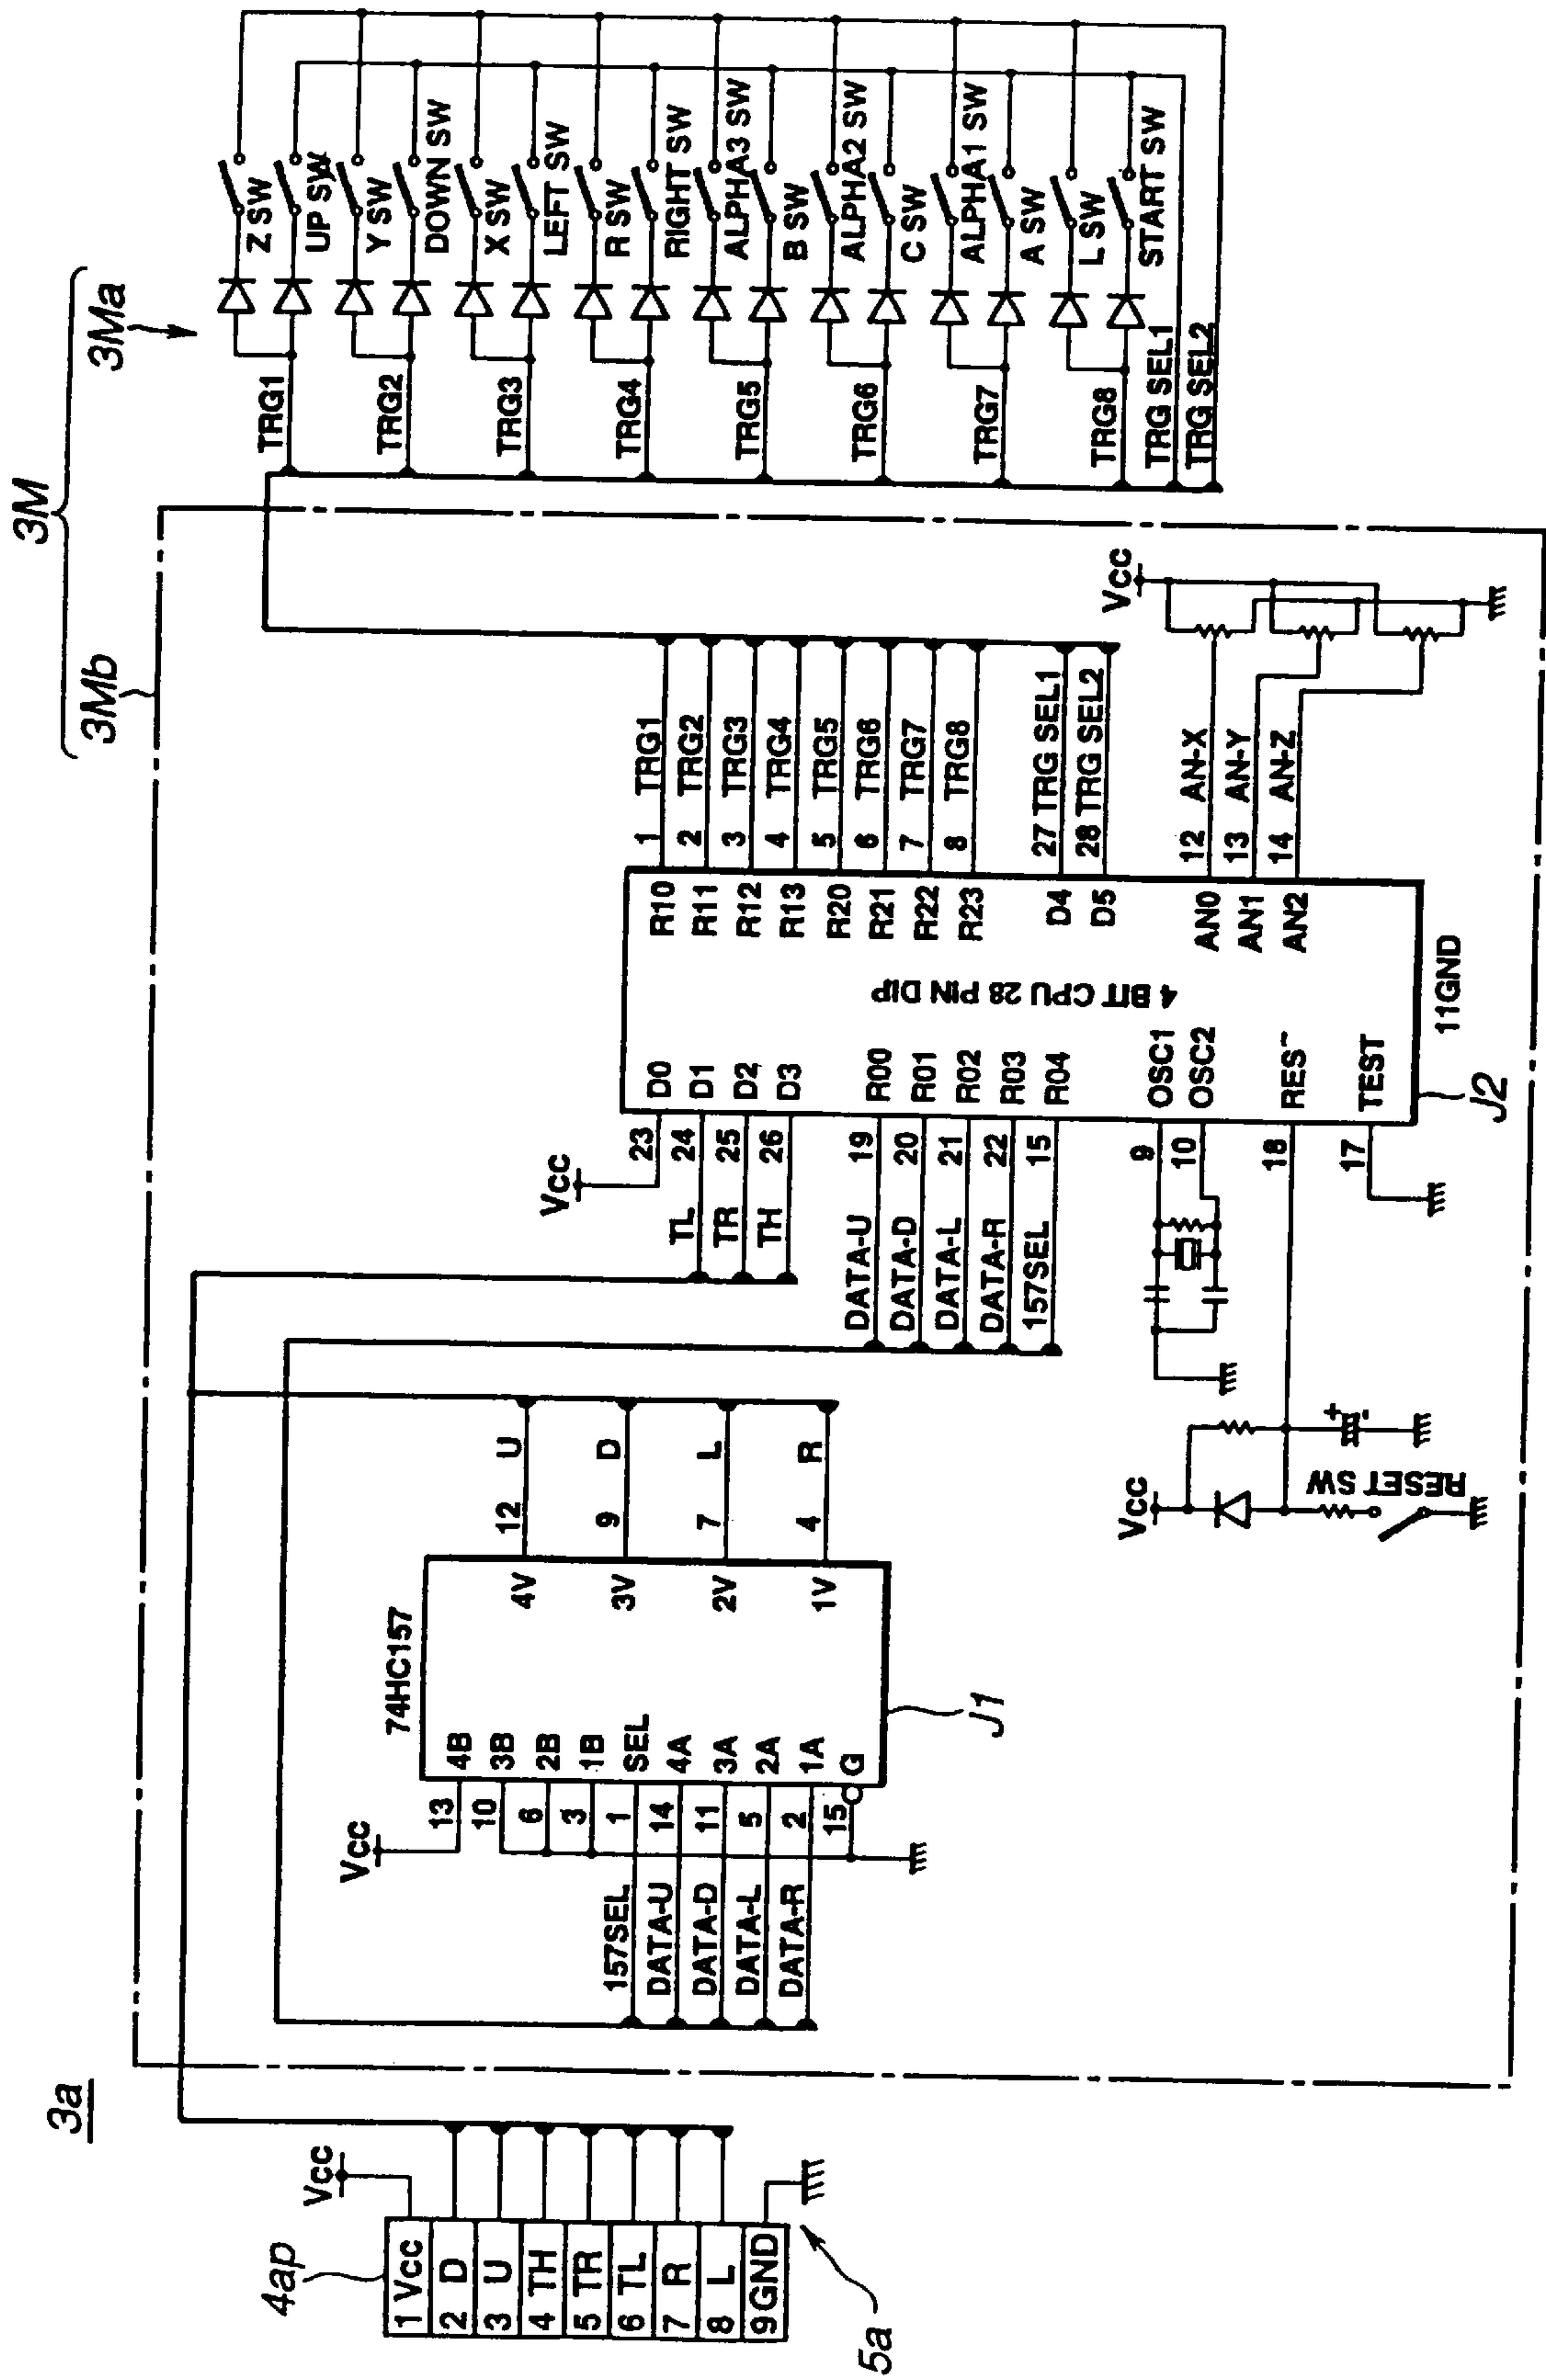 3a
3M
3Mb
3Ma
4ap
Vcc
1 Vcc
2 D
3 U
4 TH
5 TR
6 TL
7 R
8 L
9 GND
5a
Vcc
74HC157
13 4B
10 3B
6 2B
3 1B
157SEL 1 SEL
DATA-U 14 4A
DATA-D 11 3A
DATA-L 5 2A
DATA-R 2 1A
15 G
4V 12 U
3V 9 D
2V 7 L
1V 4 R
J1
Vcc
RESET SW
+
-
Vcc
23 D0
TL 24 D1
TR 25 D2
TH 26 D3
DATA-U 19 R00
DATA-D 20 R01
DATA-L 21 R02
DATA-R 22 R03
157SEL 15 R04
9 OSC1
10 OSC2
18 RES⁻
17 TEST
4 BIT CPU 28 PIN DIP
R10 1 TRG1
R11 2 TRG2
R12 3 TRG3
R13 4 TRG4
R20 5 TRG5
R21 6 TRG6
R22 7 TRG7
R23 8 TRG8
D4 27 TRG SEL1
D5 28 TRG SEL2
AN0 12 AN-X
AN1 13 AN-Y
AN2 14 AN-Z
11GND
J2
Vcc
TRG1
Z SW
UP SW
TRG2
Y SW
DOWN SW
TRG3
X SW
LEFT SW
TRG4
R SW
RIGHT SW
TRG5
ALPHA3 SW
B SW
TRG6
ALPHA2 SW
C SW
TRG7
ALPHA1 SW
A SW
TRG8
L SW
START SW
TRG SEL1
TRG SEL2